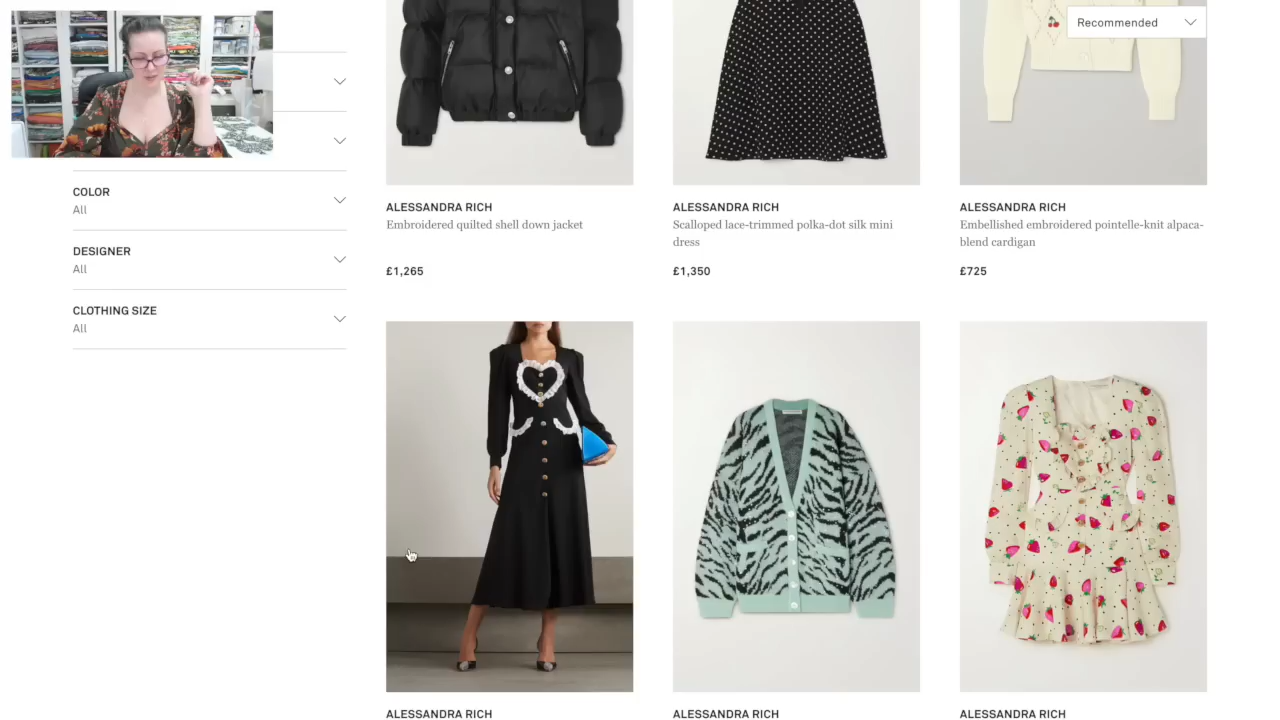 Recommended
COLOR
All
DESIGNER
All
CLOTHING SIZE
All
ALESSANDRA RICH
Embroidered quilted shell down jacket
£1,265
ALESSANDRA RICH
Scalloped lace-trimmed polka-dot silk mini
dress
£1,350
ALESSANDRA RICH
Embellished embroidered pointelle-knit alpaca-
blend cardigan
£725
ALESSANDRA RICH
ALESSANDRA RICH
ALESSANDRA RICH